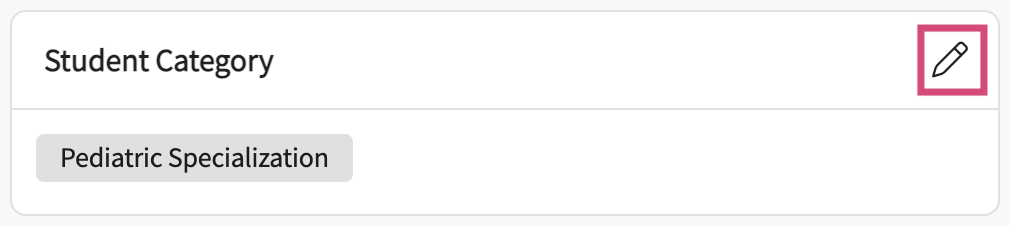 Student Category
Pediatric Specialization